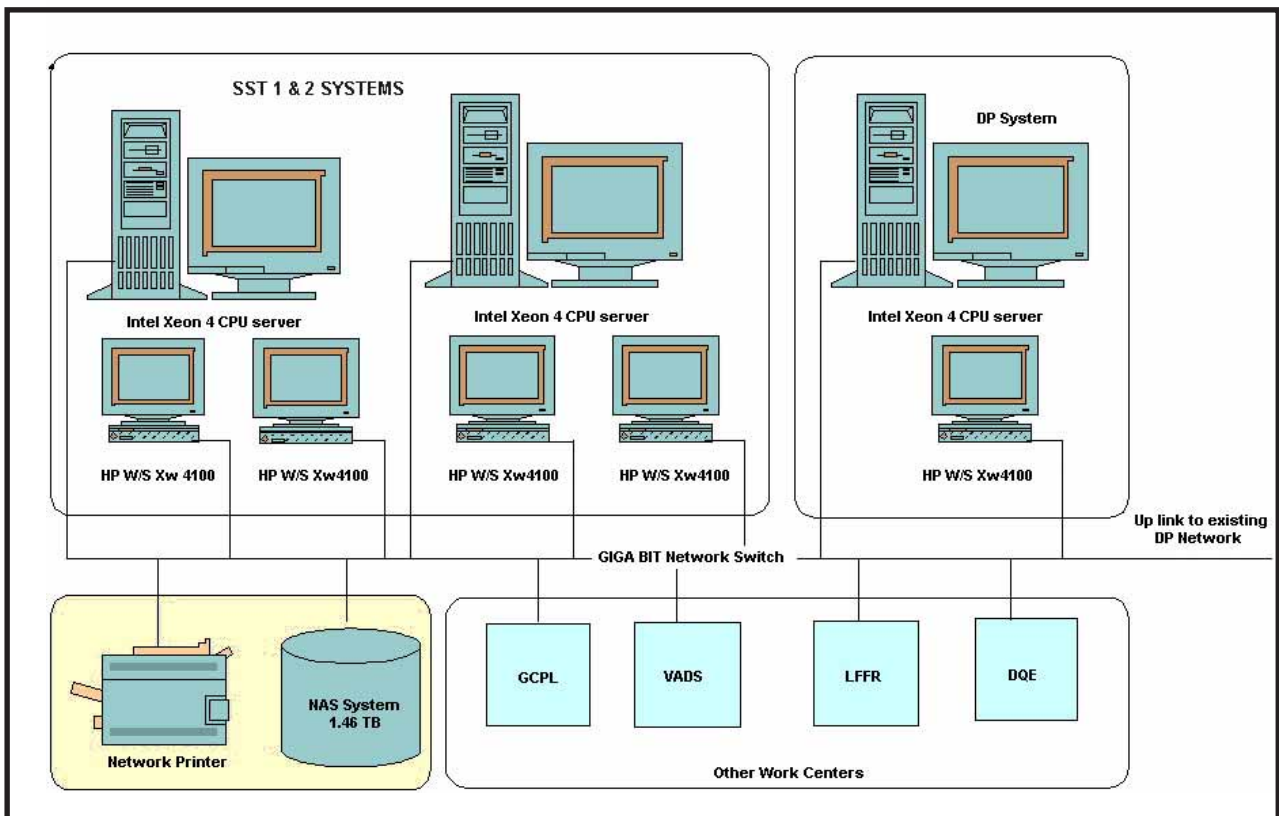 SST 1 & 2 SYSTEMS
DP System
Intel Xeon 4 CPU server
Intel Xeon 4 CPU server
Intel Xeon 4 CPU server
HP W/S Xw 4100
HP W/S Xw4100
HP W/S Xw4100
HP W/S Xw4100
HP W/S Xw4100
Up link to existing
DP Network
GIGA BIT Network Switch
GCPL
VADS
LFFR
DQE
NAS System
1.46 TB
Network Printer
Other Work Centers